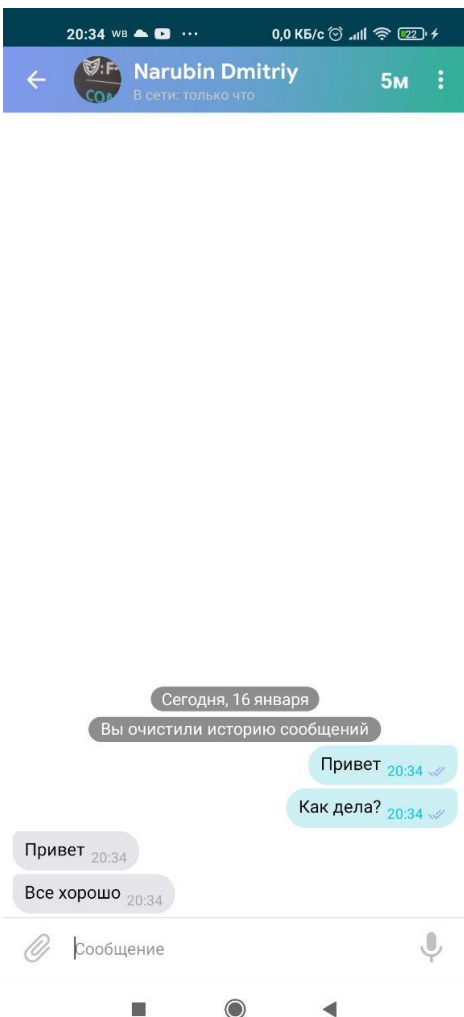 20:34 WB ... 0,0 КБ/с 22
Narubin Dmitriy
В сети: только что
5м
Сегодня, 16 января
Вы очистили историю сообщений
Привет 20:34
Как дела? 20:34
Привет 20:34
Все хорошо 20:34
Сообщение